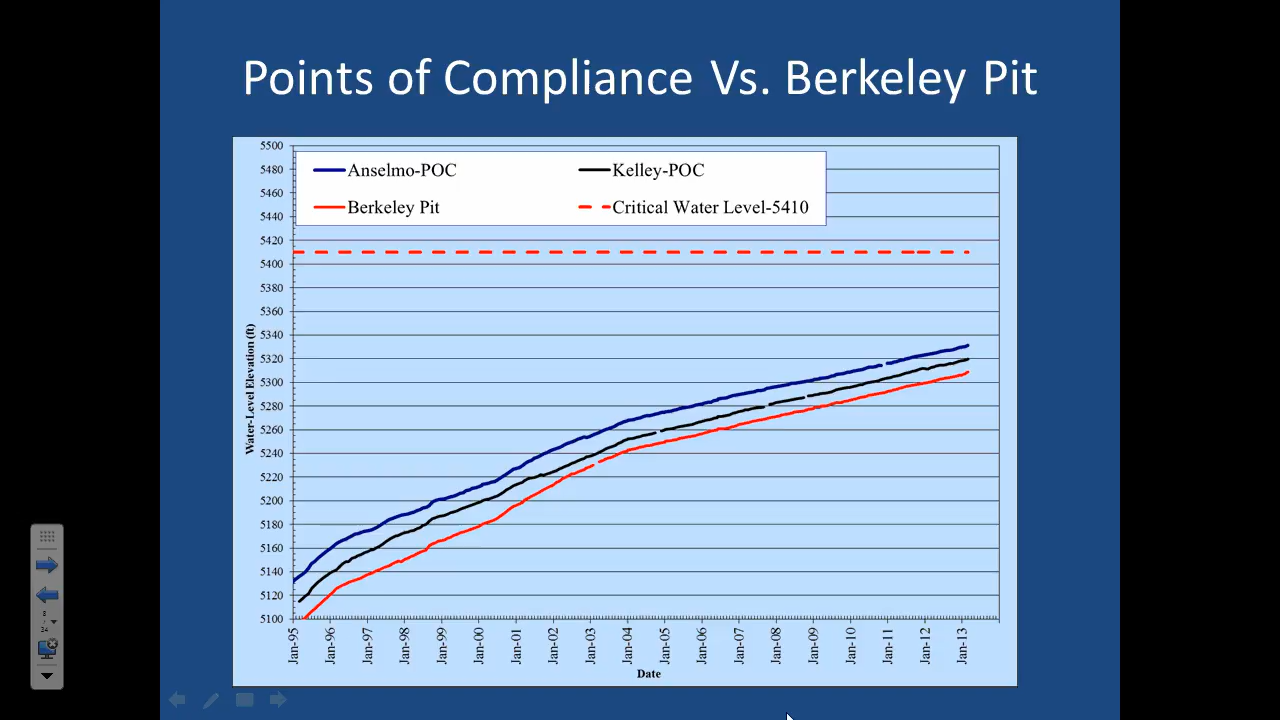 Points of Compliance Vs. Berkeley Pit
5500
5480
5460
5440
5420
5400
5380
5360
5340
5320
5300
5280
5260
5240
5220
5200
5180
5160
5140
5120
5100
Anselmo-POC
Kelley-POC
Berkeley Pit
Critical Water Level-5410
Water-Level Elevation (ft)
Jan-95
Jan-96
Jan-97
Jan-98
Jan-99
Jan-00
Jan-01
Jan-02
Jan-03
Jan-04
Jan-05
Jan-06
Jan-07
Jan-08
Jan-09
Jan-10
Jan-11
Jan-12
Jan-13
Date
8
/
34